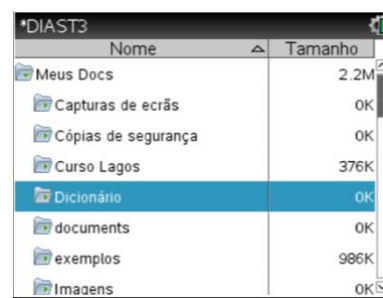 *DIAST3
Nome Tamanho
Meus Docs 2.2M
Capturas de ecrãs 0K
Cópias de segurança 0K
Curso Lagos 376K
Dicionário 0K
documents 0K
exemplos 986K
Imagens 0K